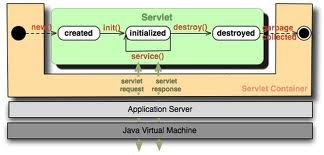 Servlet
new() init() destroy() garbage
created initialized destroyed collected
service()
servlet servlet
request response
Servlet Container
Application Server
Java Virtual Machine